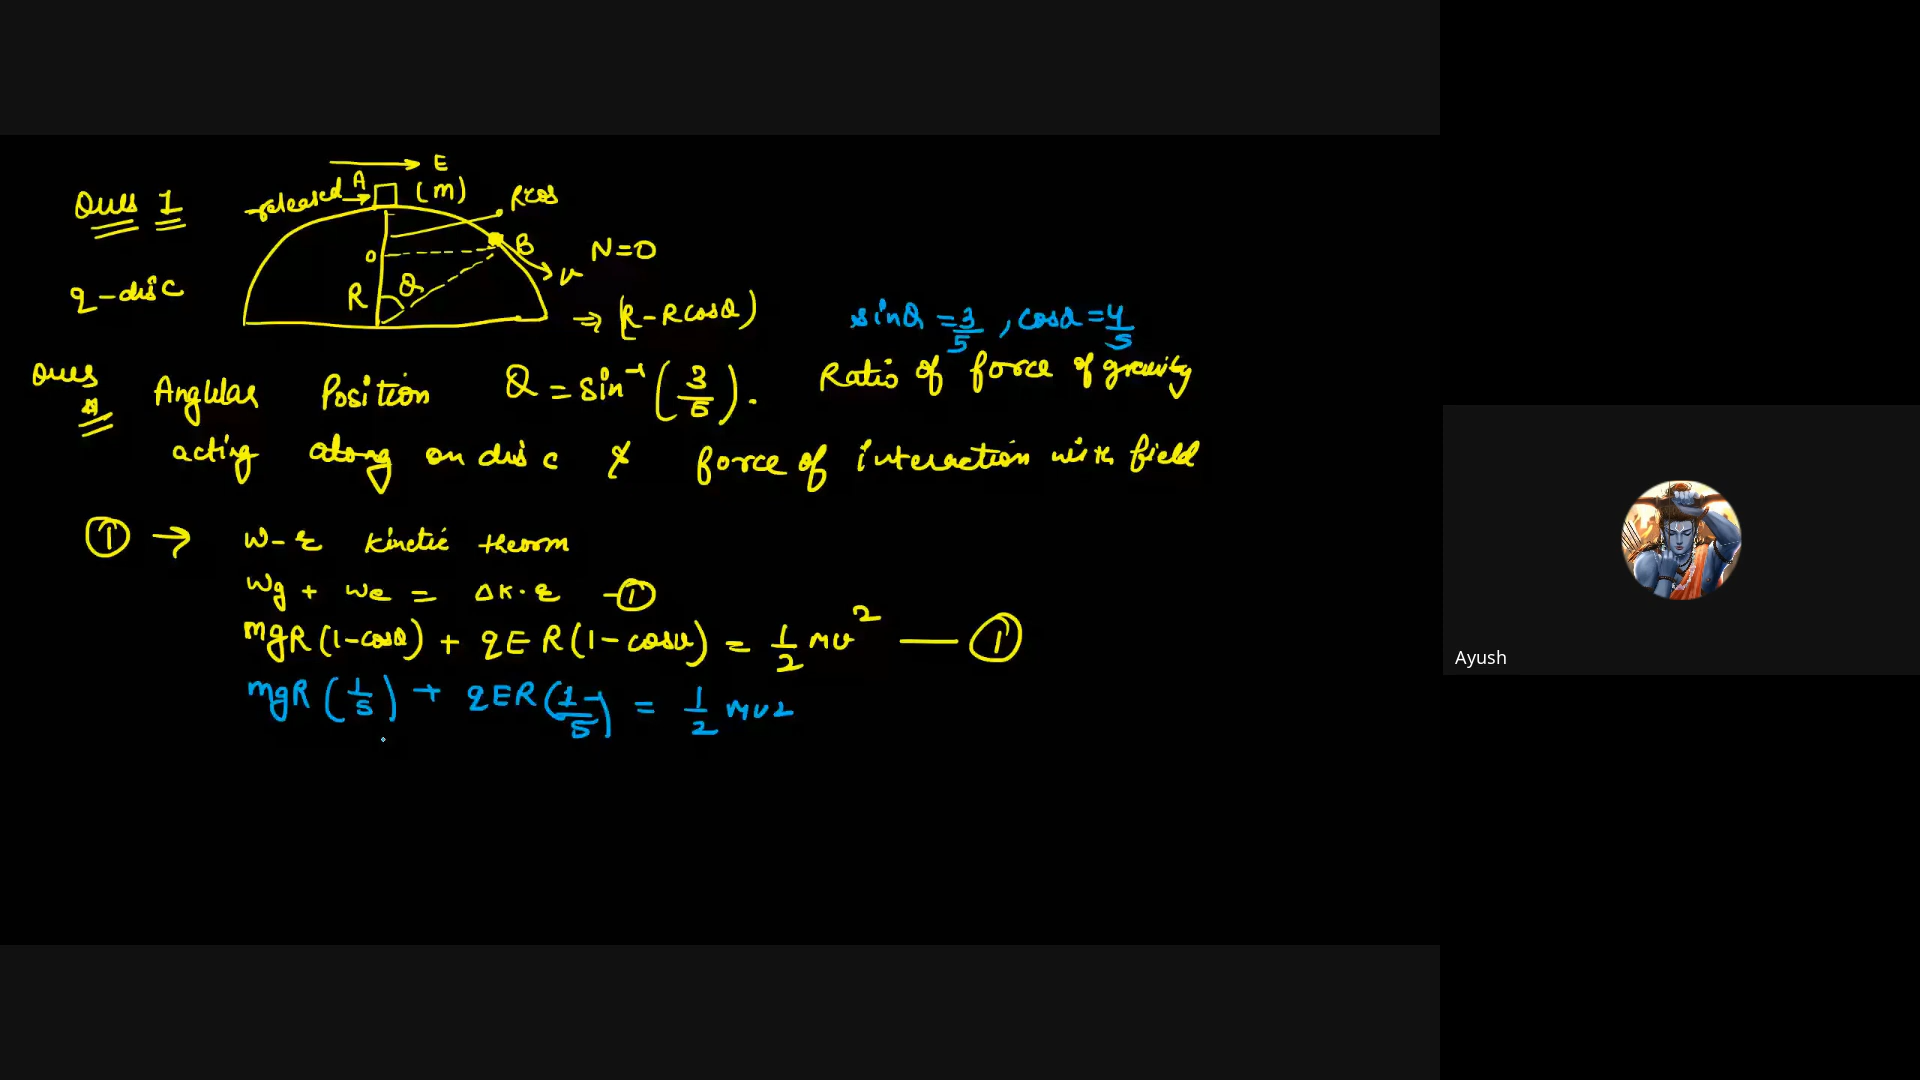 E
Ques 1
released A (m) Rcos
O B N=0
v
q-disc R θ
⇒ (R-Rcosθ) sinθ = 3/5 , cosθ = 4/5
Ques Angular Position θ = sin⁻¹ (3/5). Ratio of force of gravity
acting along on disc & force of interaction with field
① → W-E kinetic theorm
Wg + We = ΔK.E -①
mgR(1-cosθ) + qER(1-cosθ) = 1/2 mv² — ①
mgR (1/5) + qER (1/5) = 1/2 mv2
Ayush